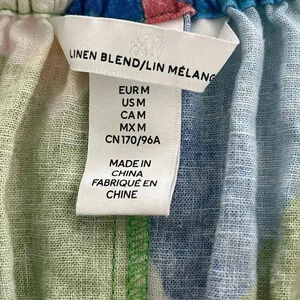 LINEN BLEND/LIN MÉLANG
EUR M
US M
CA M
MX M
CN 170/96A
MADE IN
CHINA
FABRIQUÉ EN
CHINE